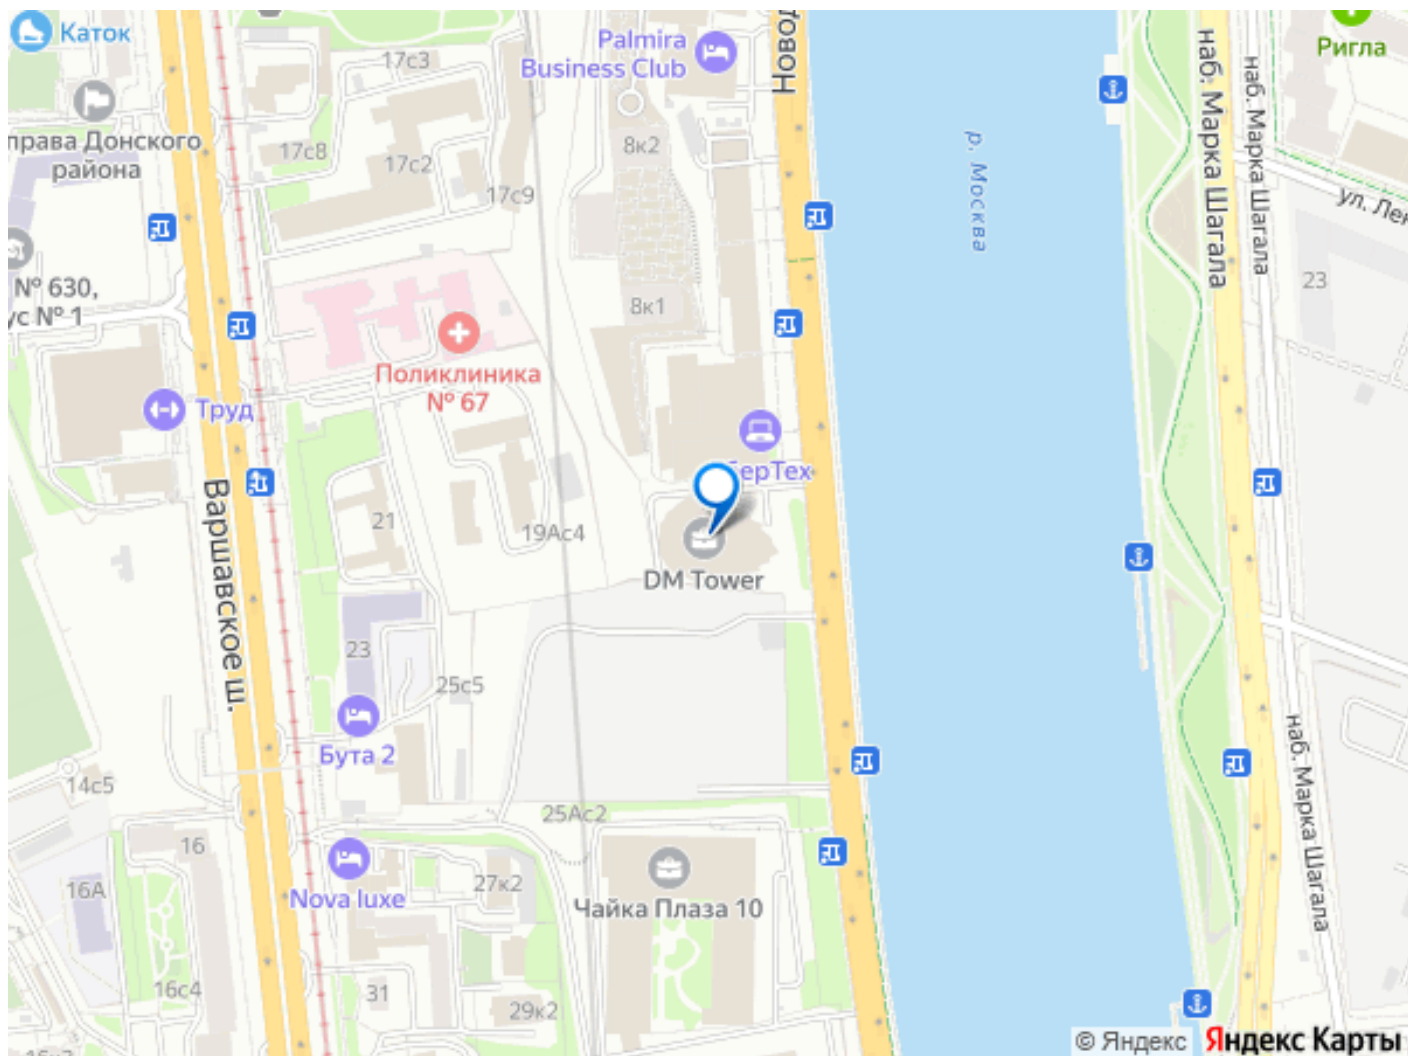 Каток
Palmira
Business Club
17с3
Новод
наб. Марка Шагала
наб. Марка Шагала
Ригла
права Донского
района
17с8
17с2
17с9
8к2
р. Москва
ул. Лен
№ 630,
ус № 1
8к1
23
Поликлиника
№ 67
Труд
ерТех
Варшавское ш.
21
19Ас4
DM Tower
23
25с5
Бута 2
14с5
25Ас2
наб. Марка Шагала
16
16А
Nova luxe
27к2
Чайка Плаза 10
16с4
31
29к2
© Яндекс
Яндекс Карты